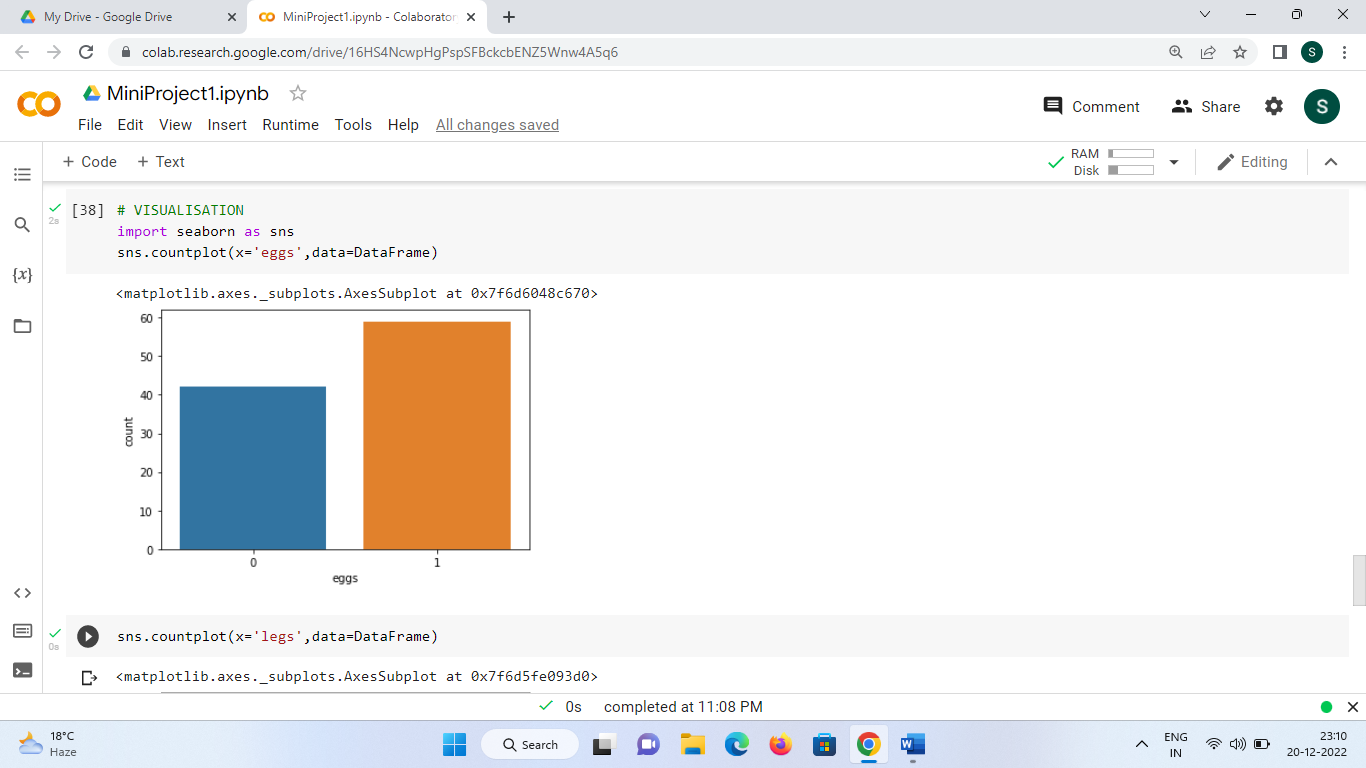 My Drive - Google Drive
MiniProject1.ipynb - Colaborator
colab.research.google.com/drive/16HS4NcwpHgPspSFBckcbENZ5Wnw4A5q6
S
MiniProject1.ipynb
Comment
Share
S
File Edit View Insert Runtime Tools Help All changes saved
+ Code + Text
RAM
Disk
Editing
{x}
2s
[38] # VISUALISATION
import seaborn as sns
sns.countplot(x='eggs',data=DataFrame)
<matplotlib.axes._subplots.AxesSubplot at 0x7f6d6048c670>
60
50
40
30
20
10
0
count
0 1
eggs
0s
sns.countplot(x='legs',data=DataFrame)
<matplotlib.axes._subplots.AxesSubplot at 0x7f6d5fe093d0>
0s completed at 11:08 PM
18°C
Haze
Search
ENG
IN
23:10
20-12-2022